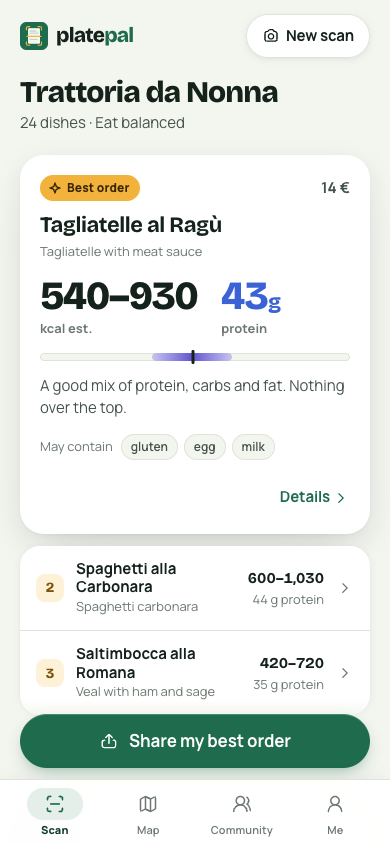 platepal
New scan
Trattoria da Nonna
24 dishes · Eat balanced
Best order
14 €
Tagliatelle al Ragù
Tagliatelle with meat sauce
540–930
43g
kcal est.
protein
A good mix of protein, carbs and fat. Nothing
over the top.
May contain gluten egg milk
Details
2
Spaghetti alla
Carbonara
Spaghetti carbonara
600–1,030
44 g protein
3
Saltimbocca alla
Romana
Veal with ham and sage
420–720
35 g protein
Share my best order
Scan
Map
Community
Me